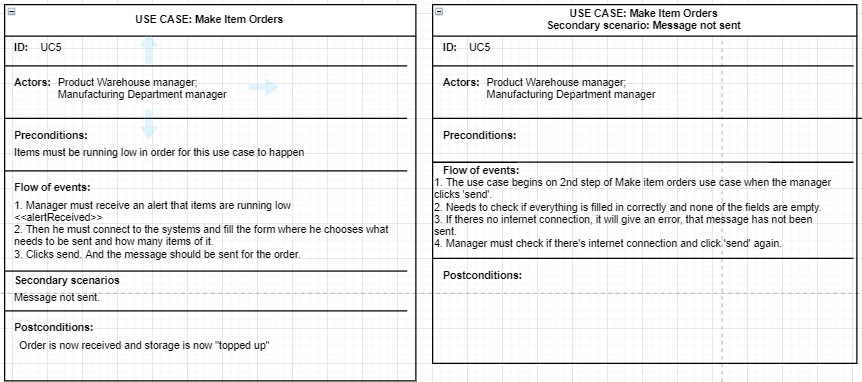 USE CASE: Make Item Orders
ID: UC5
Actors: Product Warehouse manager;
Manufacturing Department manager
Preconditions:
Items must be running low in order for this use case to happen
Flow of events:
1. Manager must receive an alert that items are running low
<<alertReceived>>
2. Then he must connect to the systems and fill the form where he chooses what
needs to be sent and how many items of it.
3. Clicks send. And the message should be sent for the order.
Secondary scenarios
Message not sent.
Postconditions:
Order is now received and storage is now "topped up"
USE CASE: Make Item Orders
Secondary scenario: Message not sent
ID: UC5
Actors: Product Warehouse manager;
Manufacturing Department manager
Preconditions:
Flow of events:
1. The use case begins on 2nd step of Make item orders use case when the manager
clicks 'send'.
2. Needs to check if everything is filled in correctly and none of the fields are empty.
3. If theres no internet connection, it will give an error, that message has not been
sent.
4. Manager must check if there's internet connection and click 'send' again.
Postconditions: